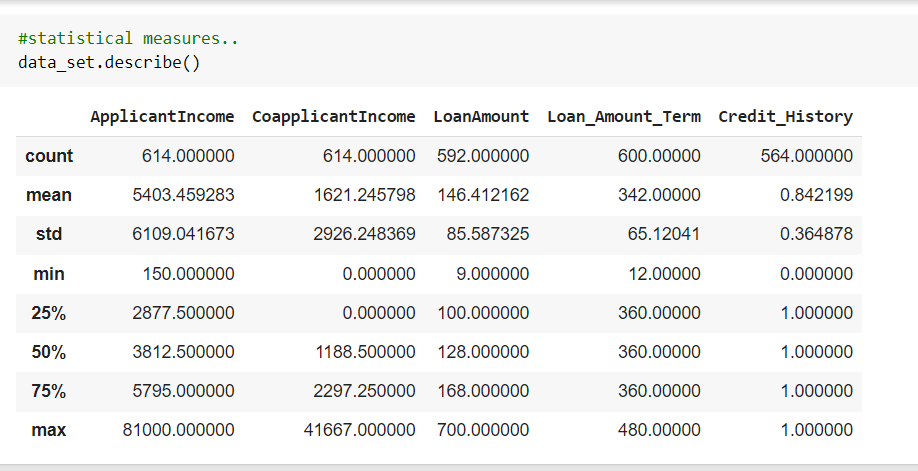 #statistical measures..
data_set.describe()
ApplicantIncome CoapplicantIncome LoanAmount Loan_Amount_Term Credit_History
count 614.000000 614.000000 592.000000 600.00000 564.000000
mean 5403.459283 1621.245798 146.412162 342.00000 0.842199
std 6109.041673 2926.248369 85.587325 65.12041 0.364878
min 150.000000 0.000000 9.000000 12.00000 0.000000
25% 2877.500000 0.000000 100.000000 360.00000 1.000000
50% 3812.500000 1188.500000 128.000000 360.00000 1.000000
75% 5795.000000 2297.250000 168.000000 360.00000 1.000000
max 81000.000000 41667.000000 700.000000 480.00000 1.000000